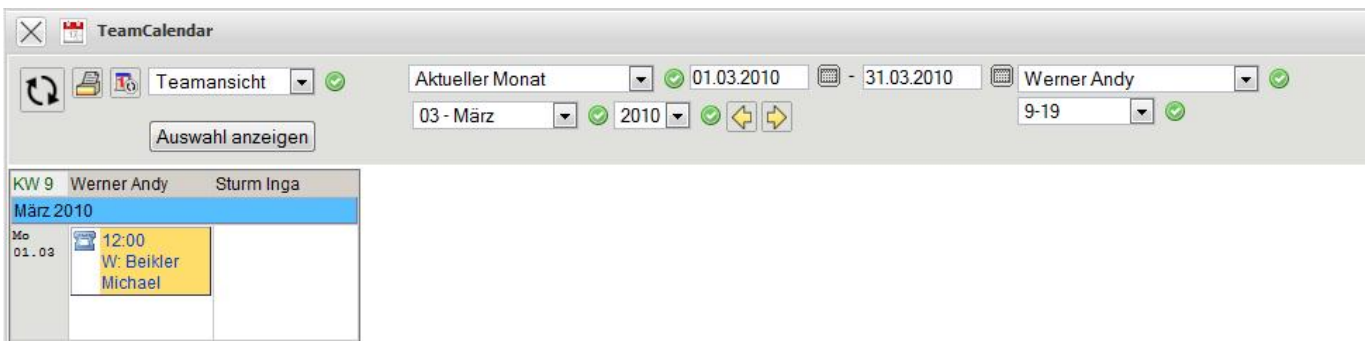 TeamCalendar
Teamansicht
Aktueller Monat 01.03.2010 - 31.03.2010 Werner Andy
03 - März 2010 9-19
Auswahl anzeigen
KW 9 Werner Andy Sturm Inga
März 2010
Mo 12:00
01.03 W: Beikler
Michael